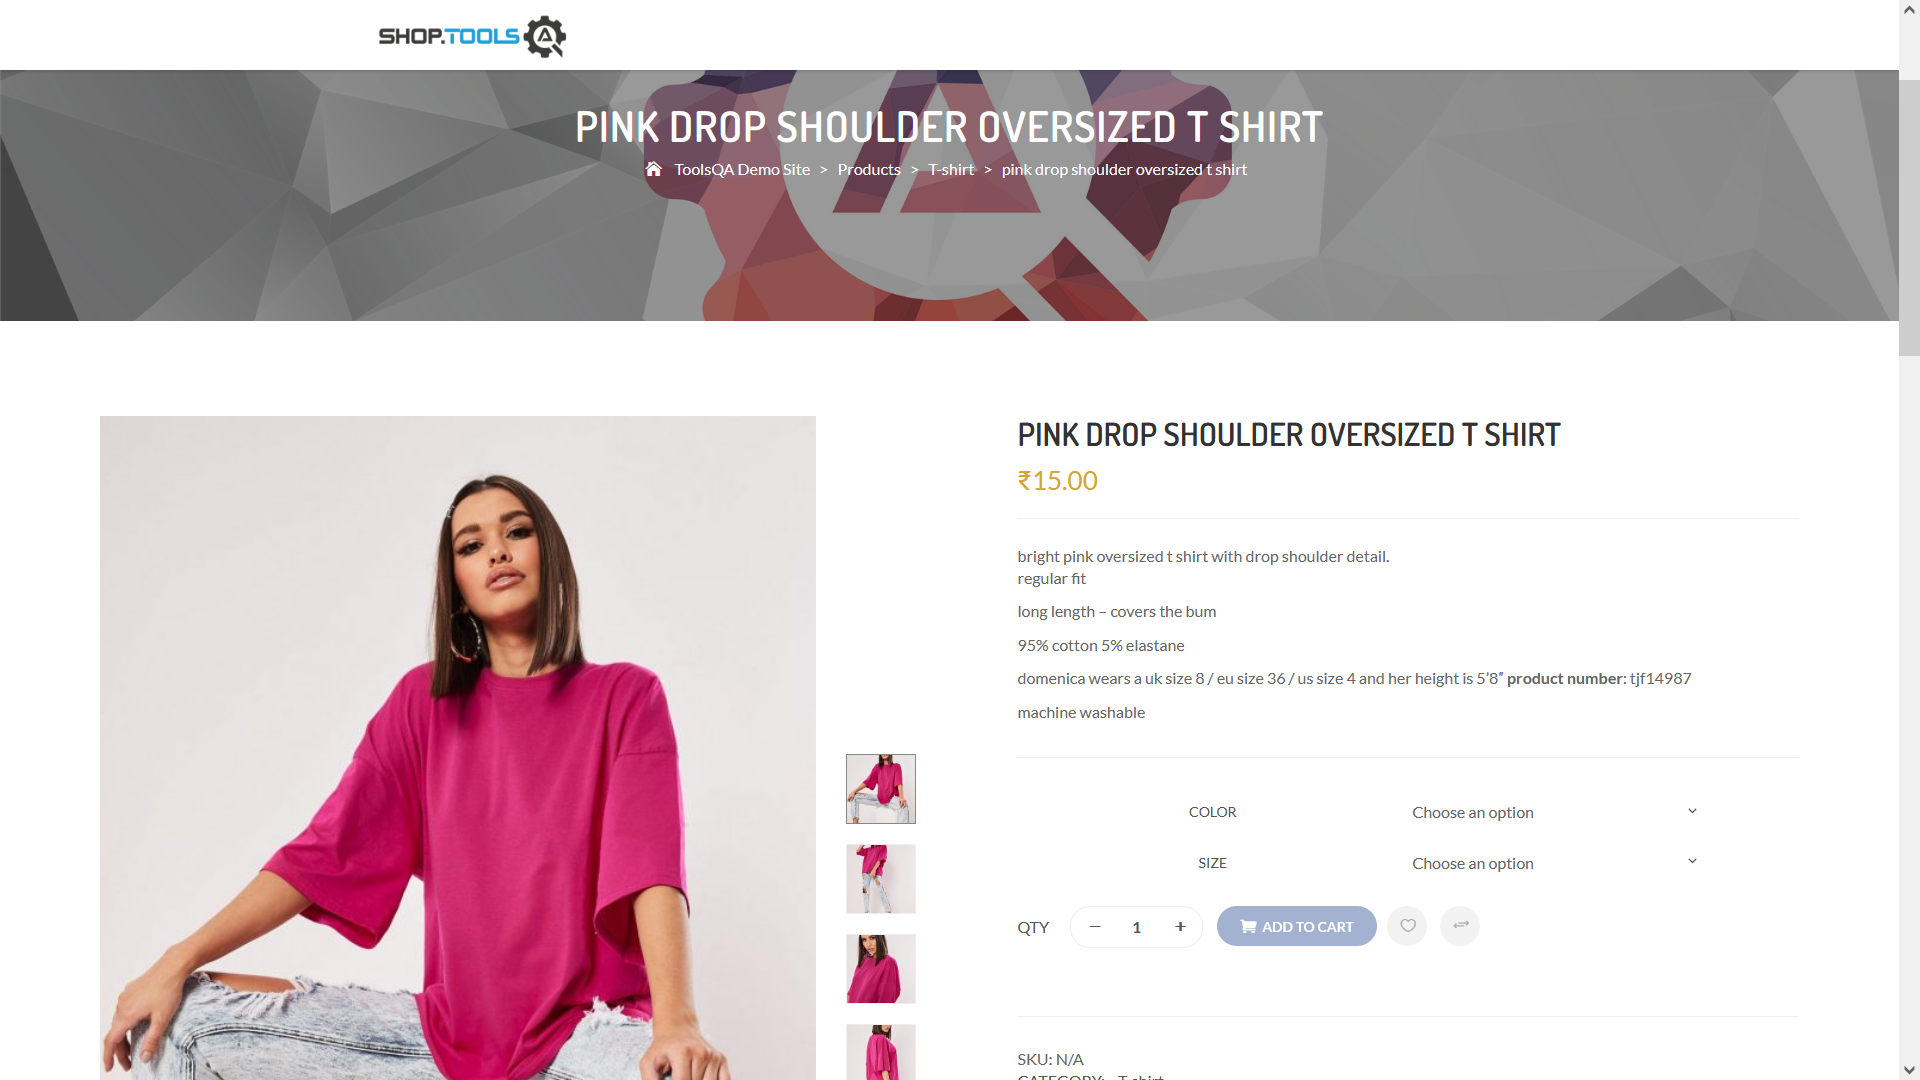 SHOP.TOOLS
PINK DROP SHOULDER OVERSIZED T SHIRT
ToolsQA Demo Site > Products > T-shirt > pink drop shoulder oversized t shirt
PINK DROP SHOULDER OVERSIZED T SHIRT
₹15.00
bright pink oversized t shirt with drop shoulder detail.
regular fit
long length – covers the bum
95% cotton 5% elastane
domenica wears a uk size 8 / eu size 36 / us size 4 and her height is 5’8” product number: tjf14987
machine washable
COLOR Choose an option
SIZE Choose an option
QTY − 1 + ADD TO CART
SKU: N/A
CATEGORY: T-shirt